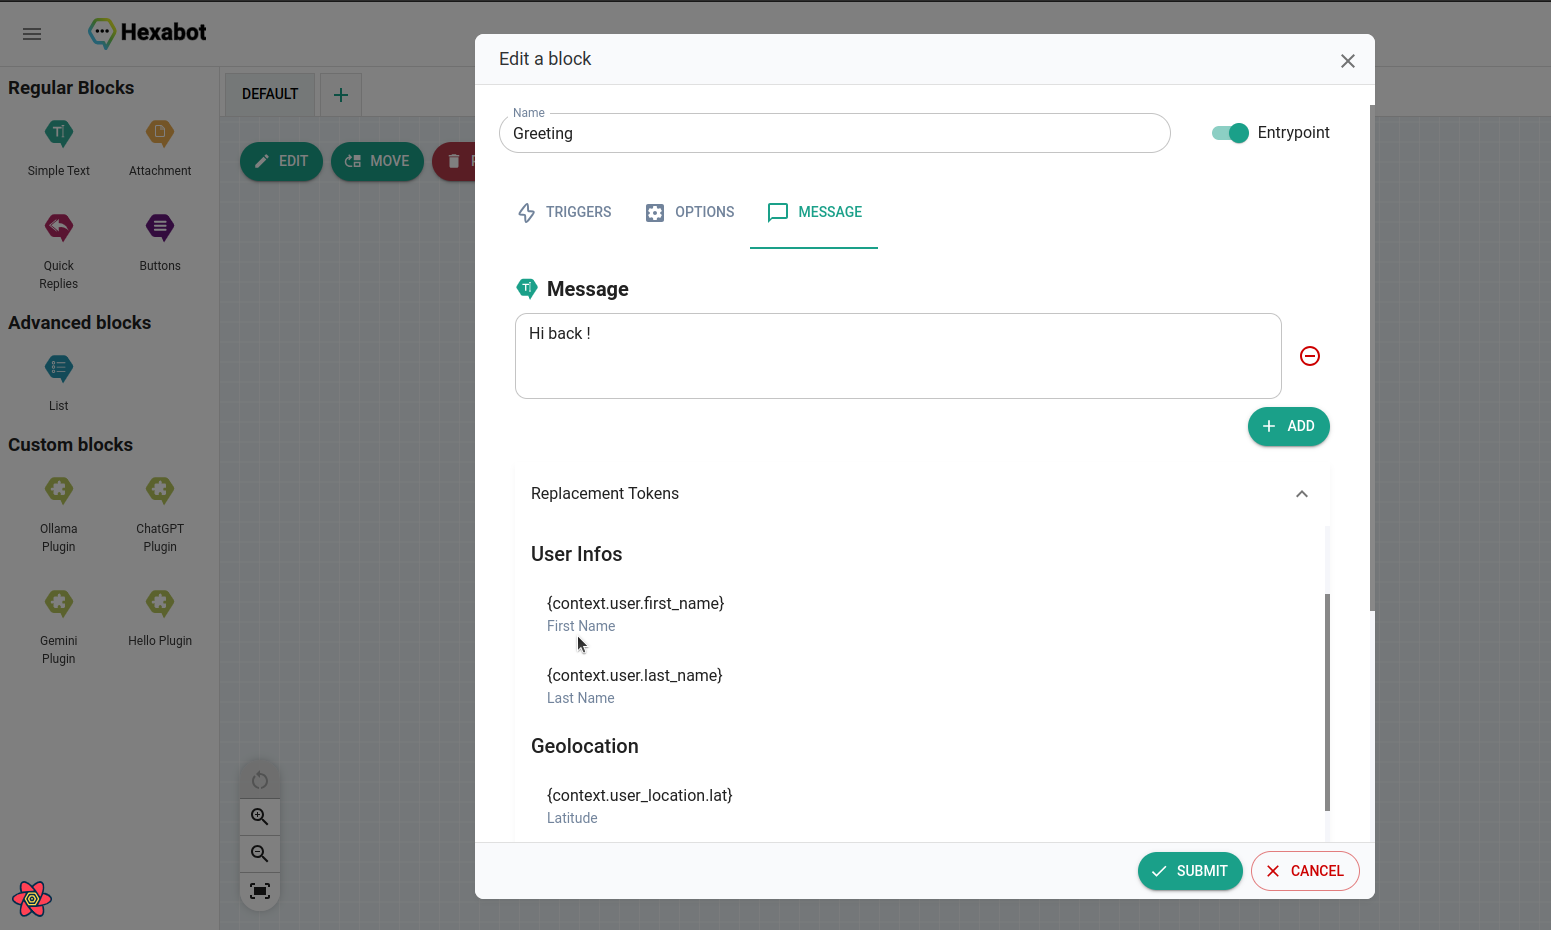 Hexabot
Regular Blocks
Simple Text
Attachment
Quick
Replies
Buttons
Advanced blocks
List
Custom blocks
Ollama
Plugin
ChatGPT
Plugin
Gemini
Plugin
Hello Plugin
DEFAULT
EDIT
MOVE
Edit a block
Name
Greeting
Entrypoint
TRIGGERS
OPTIONS
MESSAGE
Message
Hi back !
ADD
Replacement Tokens
User Infos
{context.user.first_name}
First Name
{context.user.last_name}
Last Name
Geolocation
{context.user_location.lat}
Latitude
SUBMIT
CANCEL